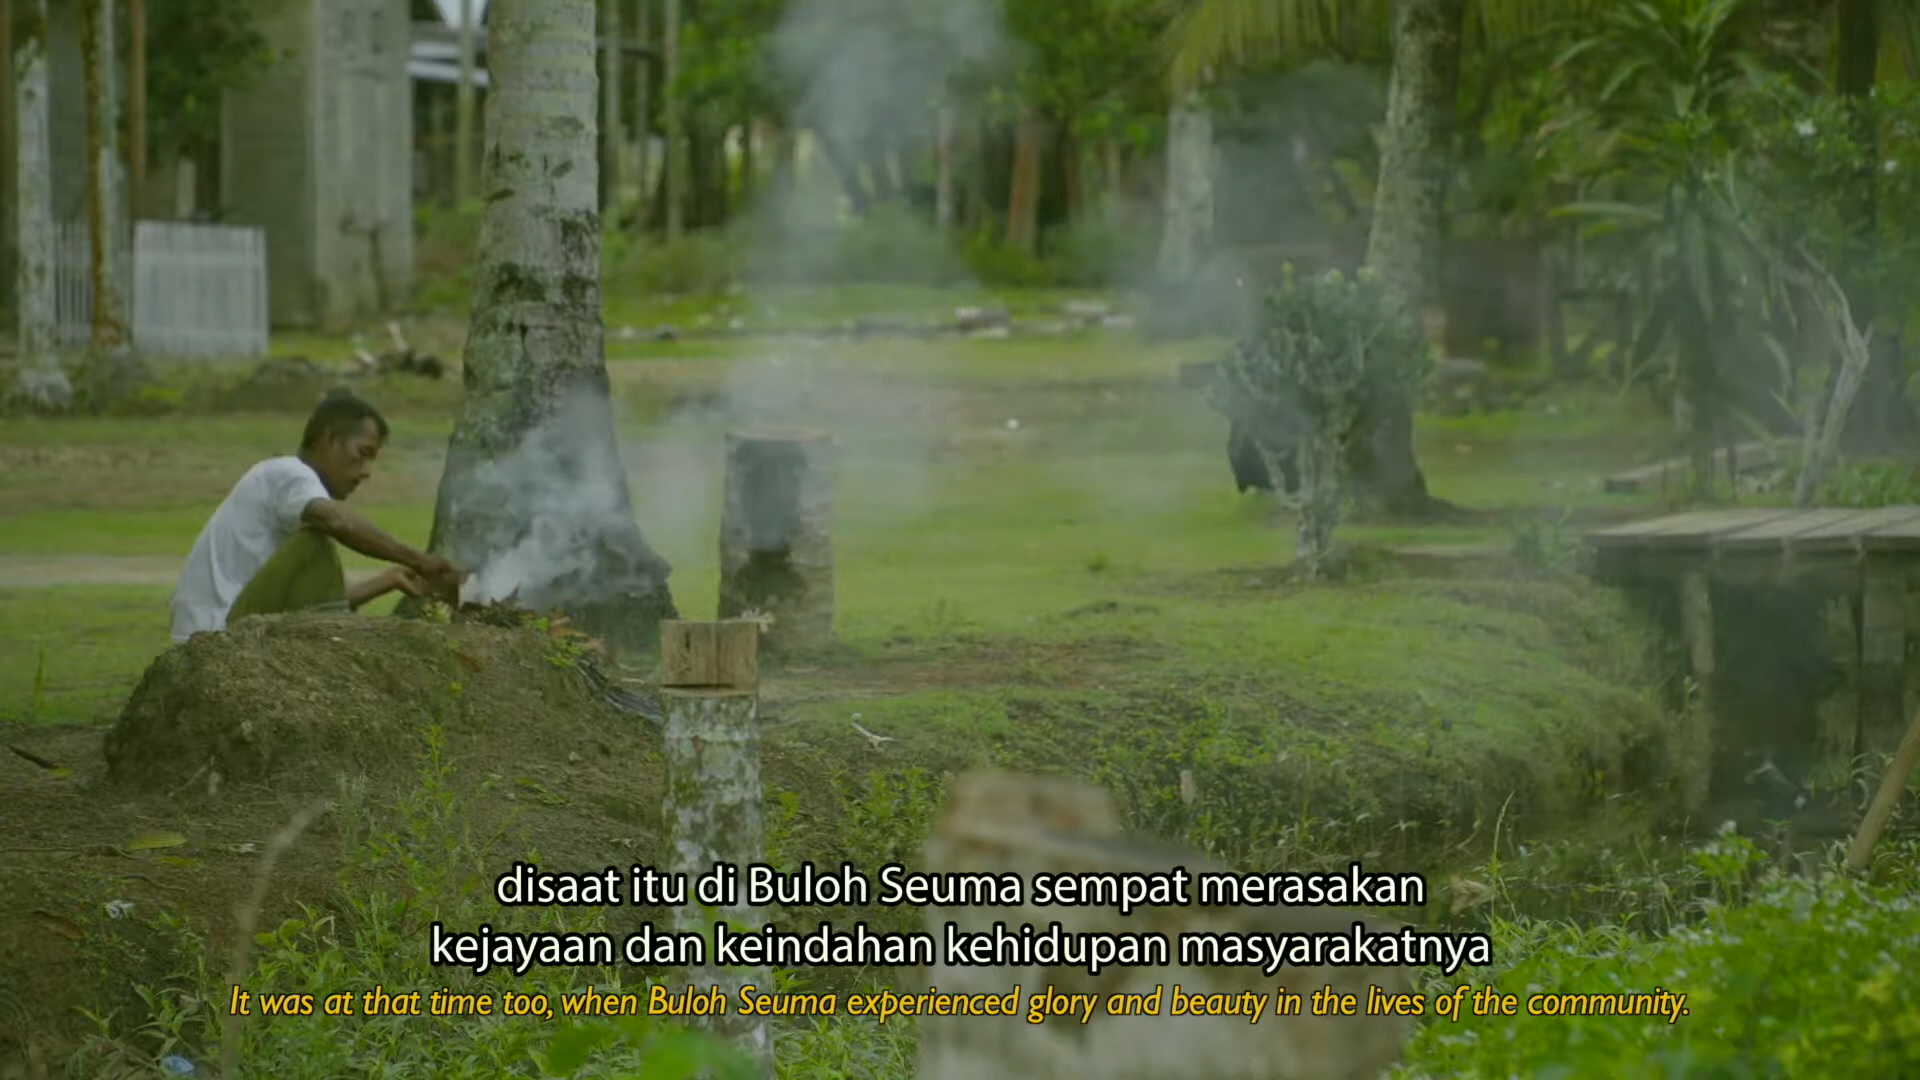 disaat itu di Buloh Seuma sempat merasakan
kejayaan dan keindahan kehidupan masyarakatnya
It was at that time too, when Buloh Seuma experienced glory and beauty in the lives of the community.